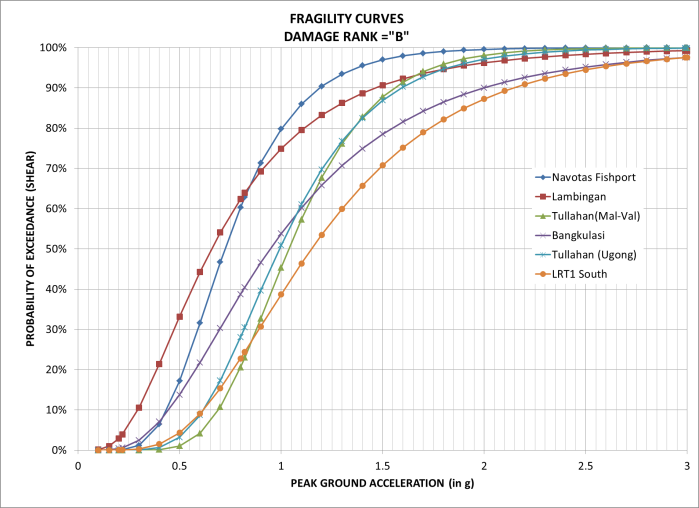 FRAGILITY CURVES
DAMAGE RANK ="B"
100%
90%
80%
70%
60%
50%
40%
30%
20%
10%
0%
PROBABILITY OF EXCEEDANCE (SHEAR)
Navotas Fishport
Lambingan
Tullahan(Mal-Val)
Bangkulasi
Tullahan (Ugong)
LRT1 South
0 0.5 1 1.5 2 2.5 3
PEAK GROUND ACCELERATION (in g)